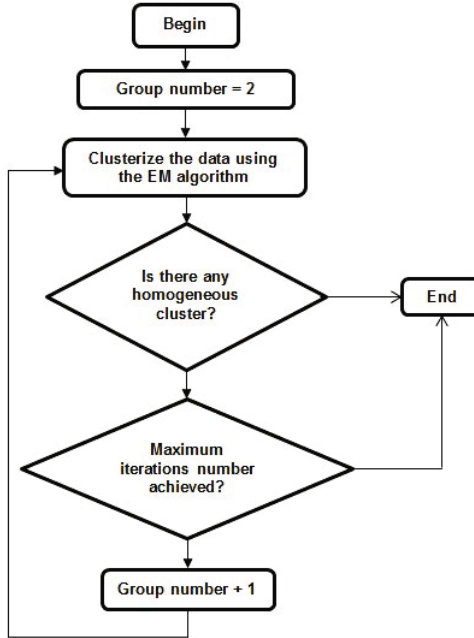 Begin
Group number = 2
Clusterize the data using
the EM algorithm
Is there any
homogeneous
cluster?
End
Maximum
iterations number
achieved?
Group number + 1